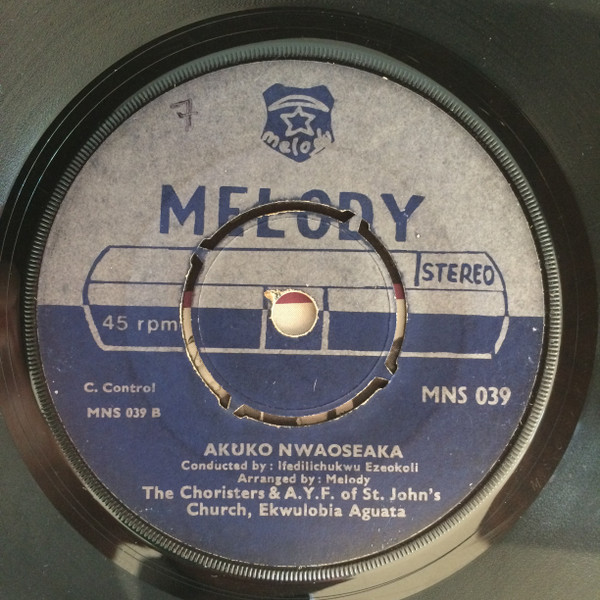 7
melody
MELODY
STEREO
45 rpm
C. Control
MNS 039
MNS 039 B
AKUKO NWAOSEAKA
Conducted by : Ifedilichukwu Ezeokoli
Arranged by : Melody
The Choristers & A.Y.F. of St. John's
Church, Ekwulobia Aguata